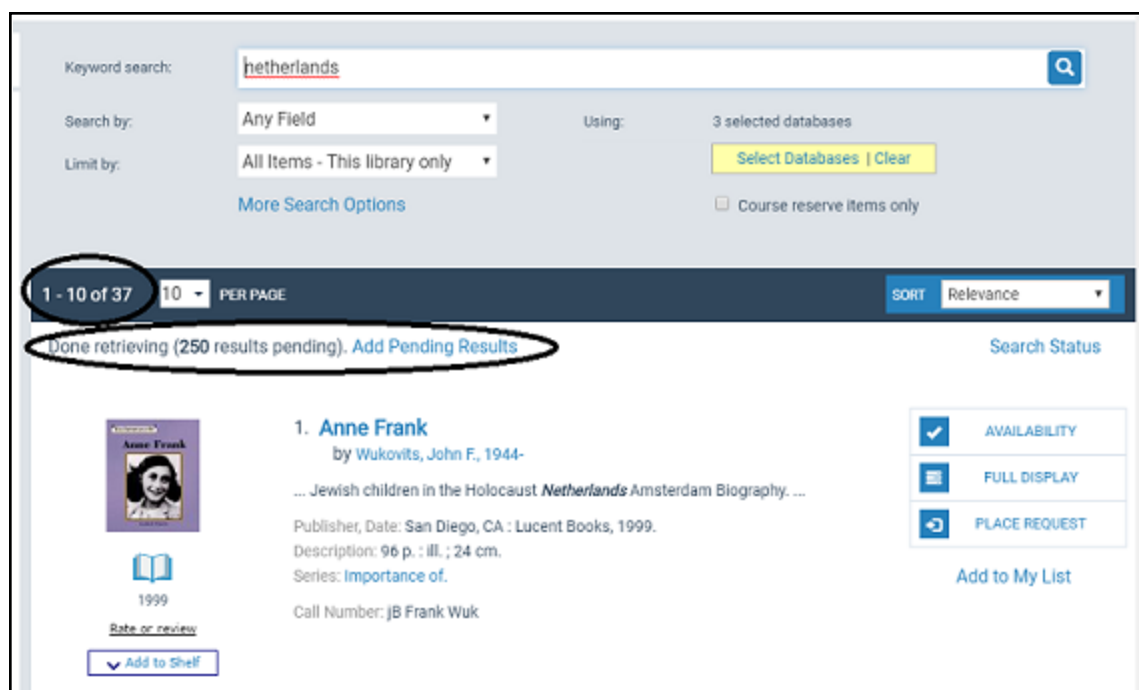 Keyword search: netherlands
Search by: Any Field Using: 3 selected databases
Limit by: All Items - This library only Select Databases | Clear
More Search Options Course reserve items only
1 - 10 of 37 10 PER PAGE SORT Relevance
Done retrieving (250 results pending). Add Pending Results Search Status
Anne Frank
1. Anne Frank
by Wukovits, John F., 1944-
... Jewish children in the Holocaust Netherlands Amsterdam Biography. ...
Publisher, Date: San Diego, CA : Lucent Books, 1999.
Description: 96 p. : ill. ; 24 cm.
Series: Importance of.
Call Number: jB Frank Wuk
1999
Rate or review
Add to Shelf
AVAILABILITY
FULL DISPLAY
PLACE REQUEST
Add to My List